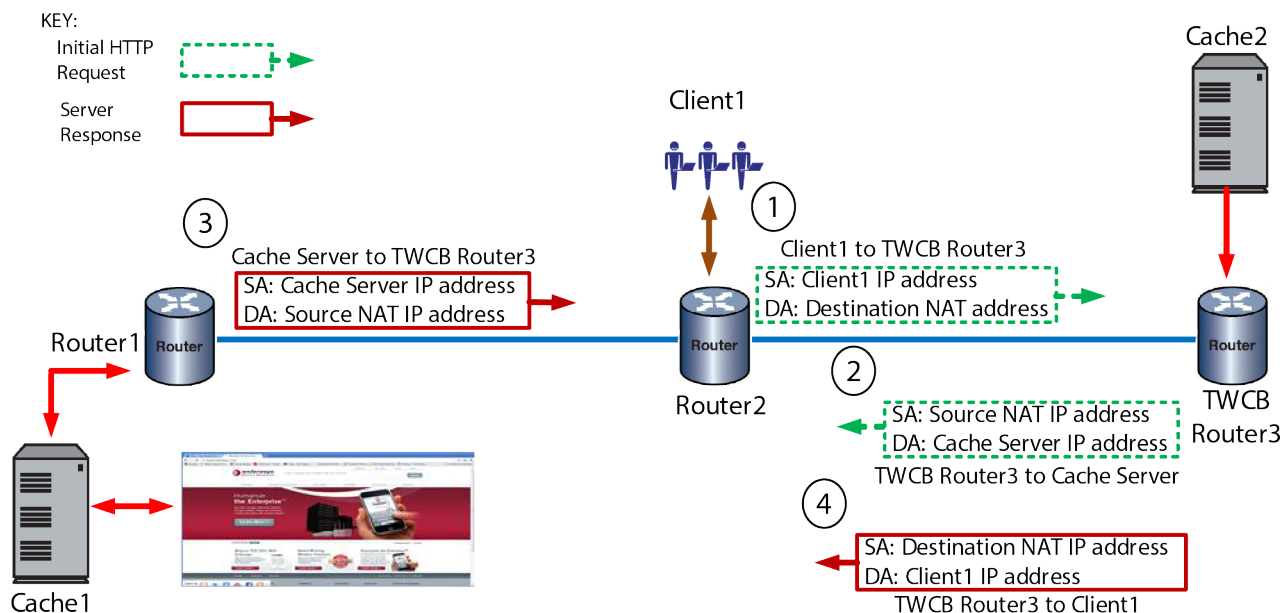 KEY:
Initial HTTP
Request
Server
Response
Client1
Cache2
3
1
Cache Server to TWCB Router3
SA: Cache Server IP address
DA: Source NAT IP address
Client1 to TWCB Router3
SA: Client1 IP address
DA: Destination NAT address
Router1
Router
Router
Router
2
Router2
TWCB
Router3
SA: Source NAT IP address
DA: Cache Server IP address
TWCB Router3 to Cache Server
Humanize
the Enterprise™
4
SA: Destination NAT IP address
DA: Client1 IP address
TWCB Router3 to Client1
Cache1